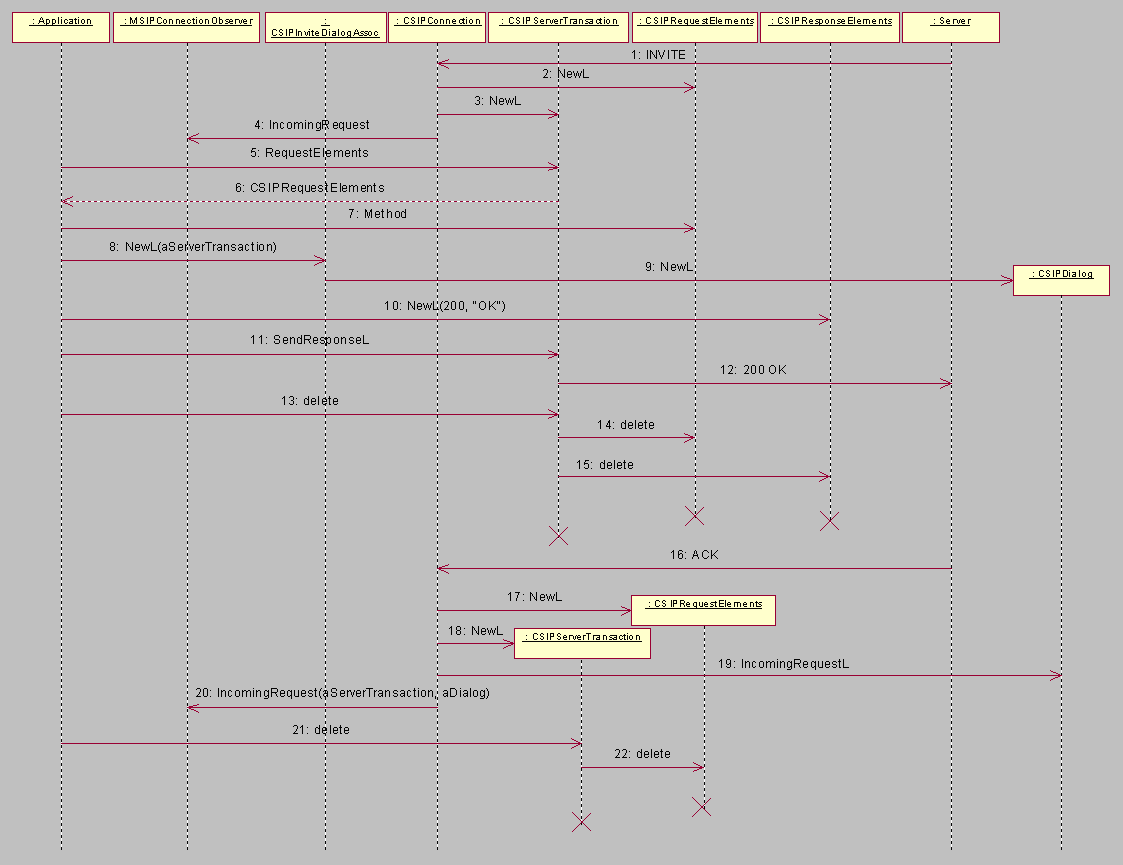 : Application
: MSIPConnectionObserver
:
CSIPInviteDialogAssoc
: CSIPConnection
: CSIPServerTransaction
: CSIPRequestElements
: CSIPResponseElements
: Server
1: INVITE
2: NewL
3: NewL
4: IncomingRequest
5: RequestElements
6: CSIPRequestElements
7: Method
8: NewL(aServerTransaction)
9: NewL
: CSIPDialog
10: NewL(200, "OK")
11: SendResponseL
12: 200 OK
13: delete
14: delete
15: delete
16: ACK
17: NewL
: CSIPRequestElements
18: NewL
: CSIPServerTransaction
19: IncomingRequestL
20: IncomingRequest(aServerTransaction, aDialog)
21: delete
22: delete